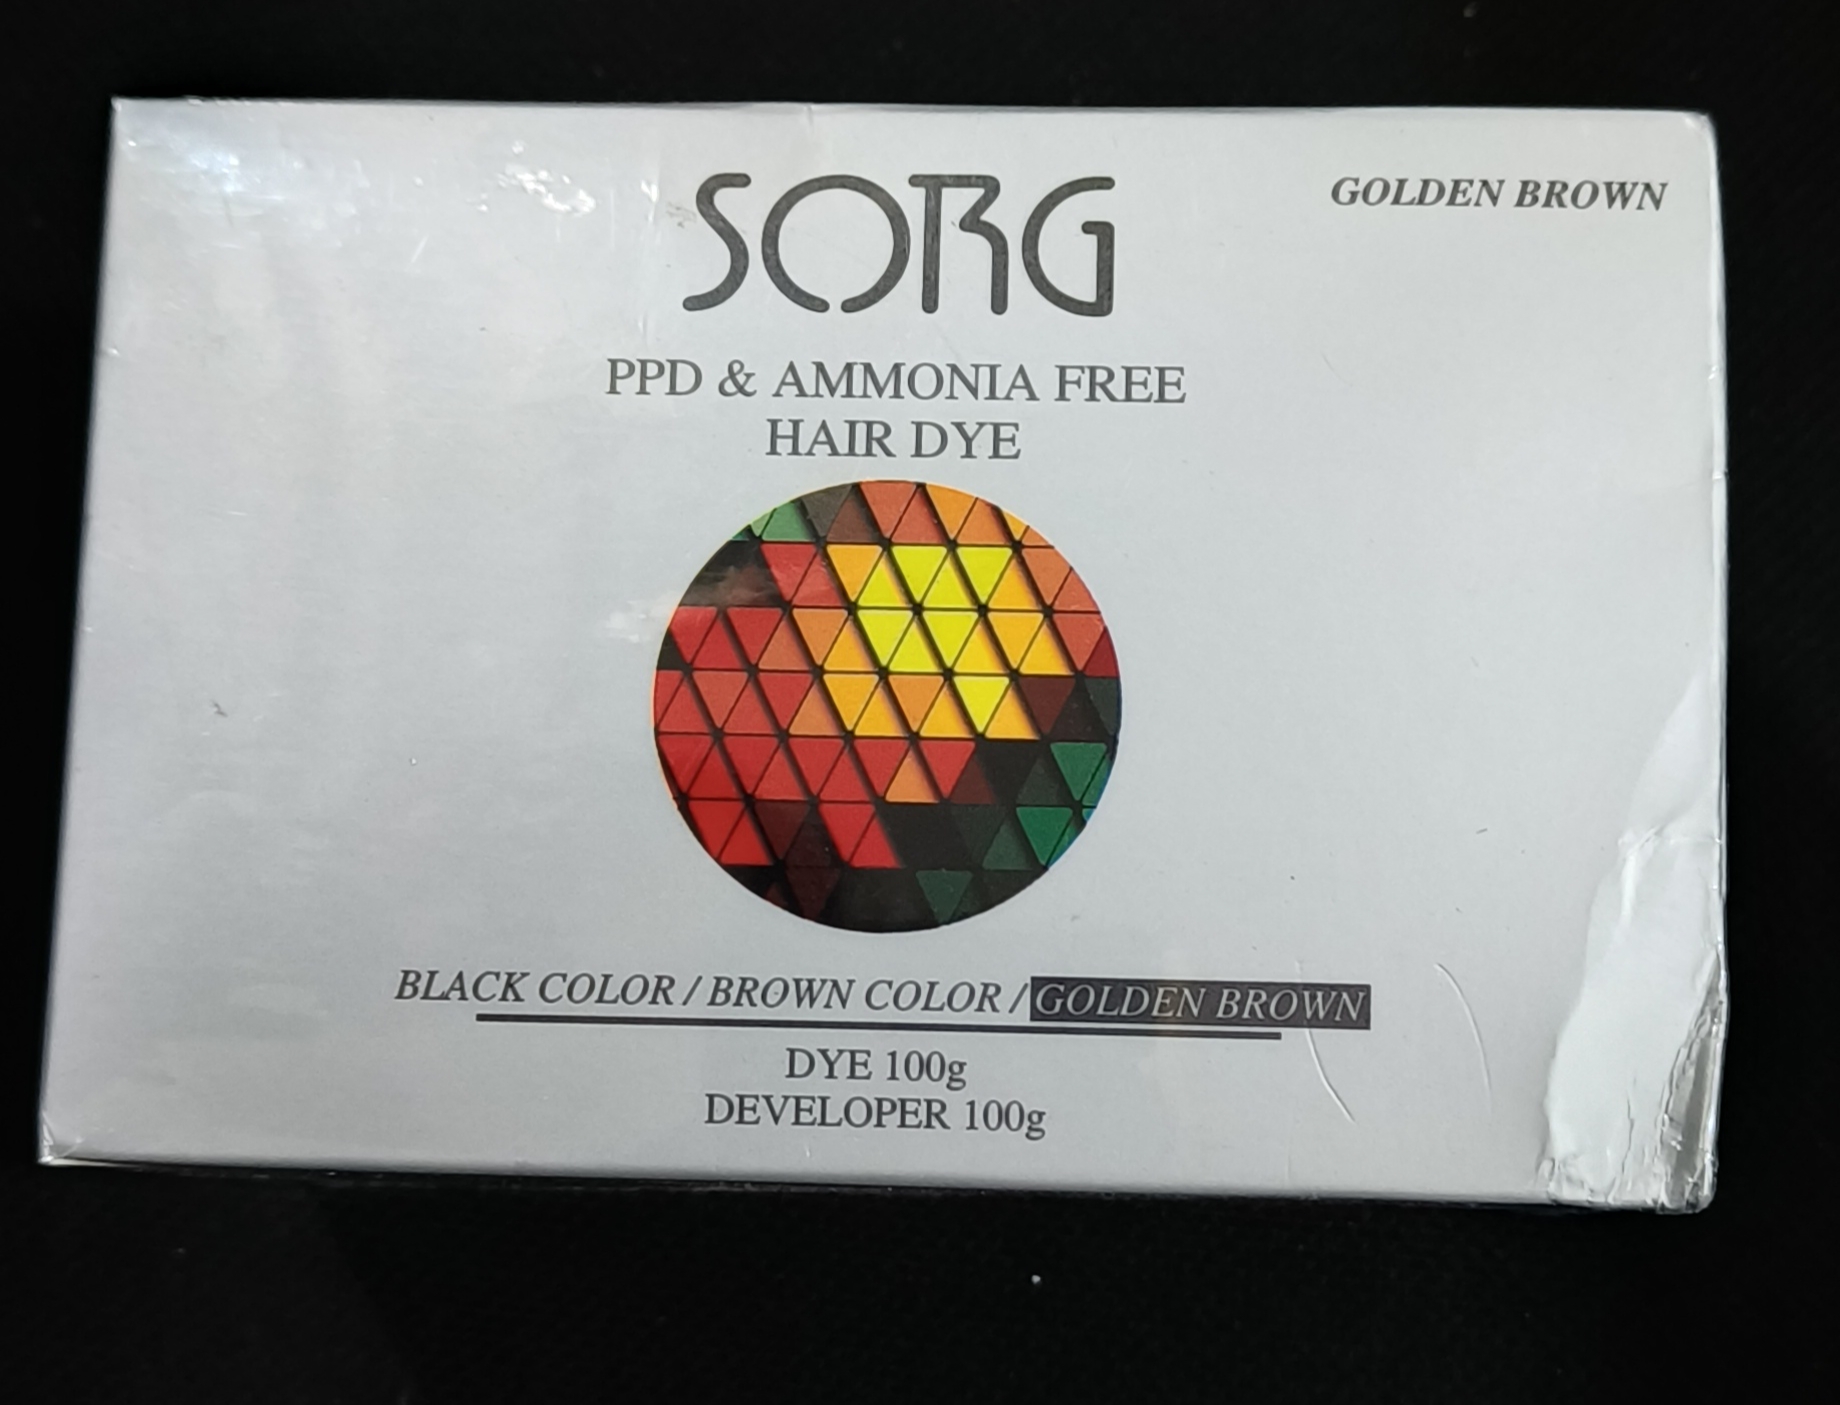 SORG
GOLDEN BROWN
PPD & AMMONIA FREE
HAIR DYE
BLACK COLOR / BROWN COLOR / GOLDEN BROWN
DYE 100g
DEVELOPER 100g